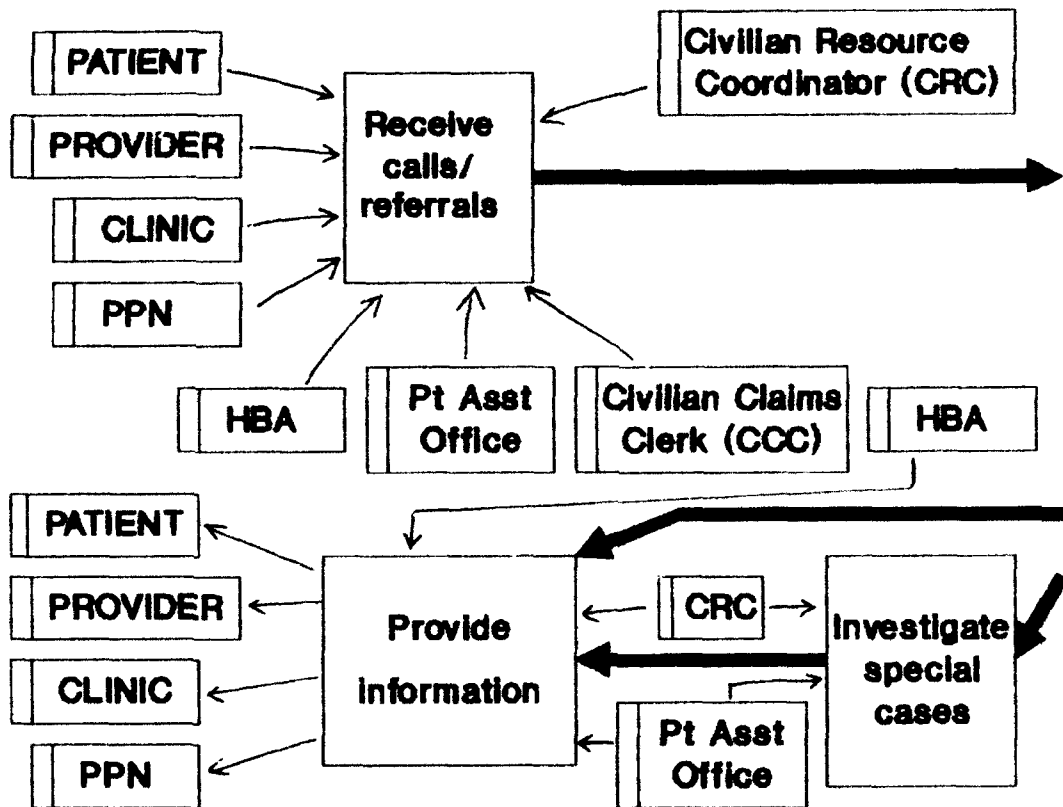 PATIENT
PROVIDER
CLINIC
PPN
Receive
calls/
referrals
Civilian Resource
Coordinator (CRC)
HBA
Pt Asst
Office
Civilian Claims
Clerk (CCC)
HBA
PATIENT
PROVIDER
CLINIC
PPN
Provide
information
CRC
Pt Asst
Office
Investigate
special
cases